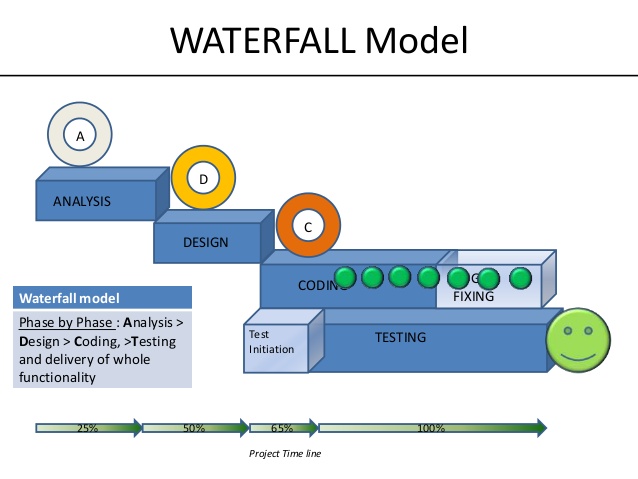 WATERFALL Model
A
ANALYSIS
D
DESIGN
C
CODING
FIXING
Waterfall model
Phase by Phase : Analysis >
Design > Coding, >Testing
and delivery of whole
functionality
Test
Initiation
TESTING
25%
50%
65%
100%
Project Time line